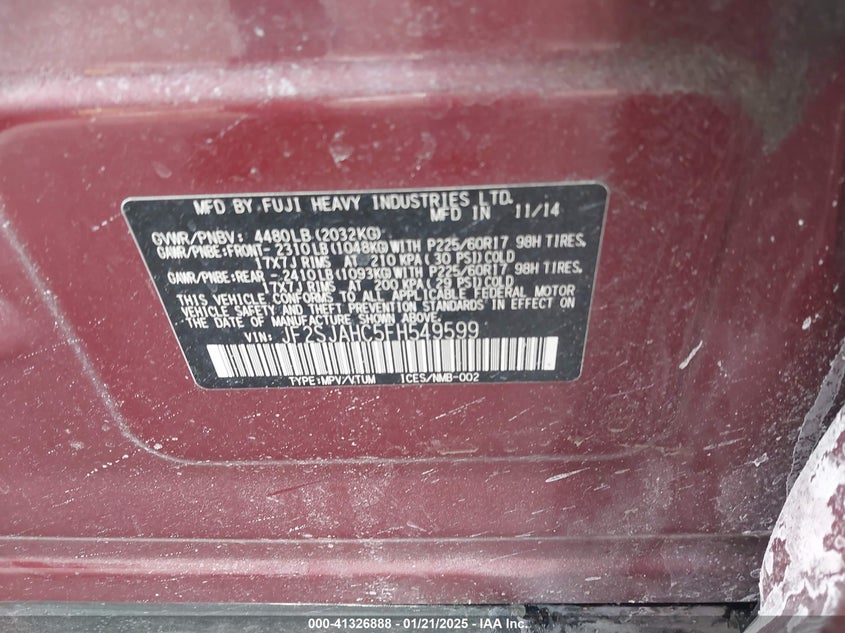 MFD BY FUJI HEAVY INDUSTRIES LTD.
MFD IN 11/14
GVWR/PNBV: 4480LB(2032KG)
GAWR/PNBE:FRONT-2310LB(1048KG)WITH P225/60R17 98H TIRES.
17X7J RIMS AT 210 KPA(30 PSI)COLD
GAWR/PNBE:REAR -2410LB(1093KG)WITH P225/60R17 98H TIRES.
17X7J RIMS AT 200 KPA(29 PSI)COLD
THIS VEHICLE CONFORMS TO ALL APPLICABLE FEDERAL MOTOR
VEHICLE SAFETY AND THEFT PREVENTION STANDARDS IN EFFECT ON
THE DATE OF MANUFACTURE SHOWN ABOVE.
VIN: JF2SJAHC5FH549599
TYPE:MPV/V.TUM ICES/NMB-002
000-41326888 - 01/21/2025 - IAA Inc.